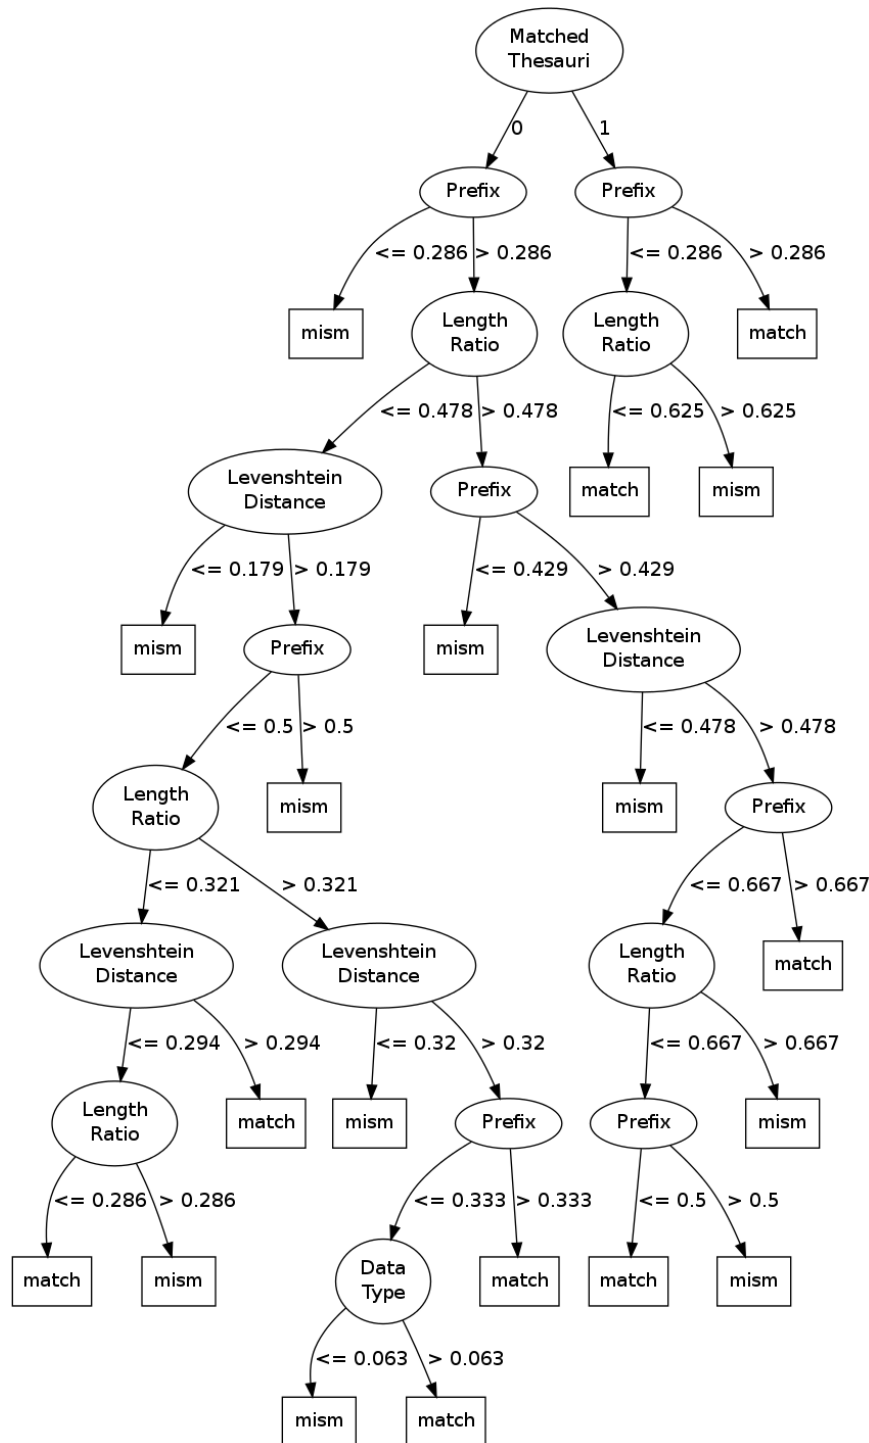 Matched
Thesauri
0
1
Prefix
Prefix
<= 0.286
> 0.286
<= 0.286
> 0.286
mism
Length
Ratio
Length
Ratio
match
<= 0.478
> 0.478
<= 0.625
> 0.625
Levenshtein
Distance
Prefix
match
mism
<= 0.179
> 0.179
<= 0.429
> 0.429
mism
Prefix
mism
Levenshtein
Distance
<= 0.5
> 0.5
<= 0.478
> 0.478
Length
Ratio
mism
mism
Prefix
<= 0.321
> 0.321
<= 0.667
> 0.667
Levenshtein
Distance
Levenshtein
Distance
Length
Ratio
match
<= 0.294
> 0.294
<= 0.32
> 0.32
<= 0.667
> 0.667
Length
Ratio
match
mism
Prefix
Prefix
mism
<= 0.286
> 0.286
<= 0.333
> 0.333
<= 0.5
> 0.5
match
mism
Data
Type
match
match
mism
<= 0.063
> 0.063
mism
match